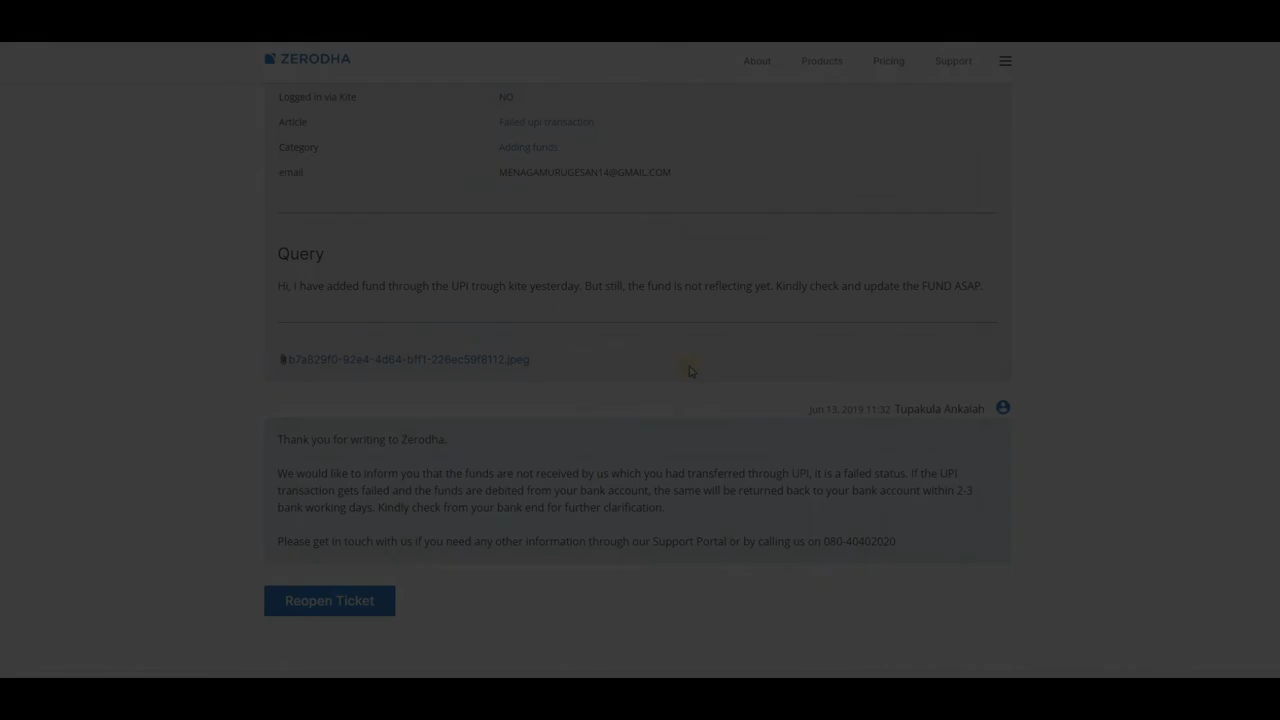 ZERODHA
About Products Pricing Support
Logged in via Kite NO
Article Failed upi transaction
Category Adding funds
email MENAGAMURUGESAN14@GMAIL.COM
Query
Hi, I have added fund through the UPI trough kite yesterday. But still, the fund is not reflecting yet. Kindly check and update the FUND ASAP.
b7a829f0-92e4-4d64-bff1-226ec59f8112.jpeg
Jun 13, 2019 11:32 Tupakula Ankaiah
Thank you for writing to Zerodha.
We would like to inform you that the funds are not received by us which you had transferred through UPI, it is a failed status. If the UPI
transaction gets failed and the funds are debited from your bank account, the same will be returned back to your bank account within 2-3
bank working days. Kindly check from your bank end for further clarification.
Please get in touch with us if you need any other information through our Support Portal or by calling us on 080-40402020
Reopen Ticket